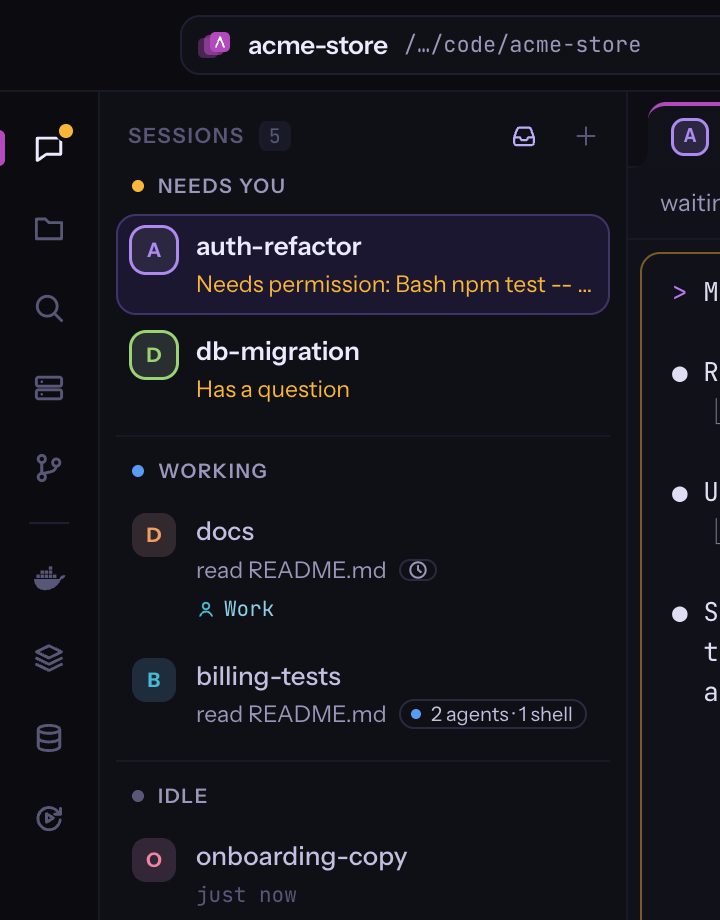 acme-store /…/code/acme-store
SESSIONS 5
A
NEEDS YOU
A auth-refactor
Needs permission: Bash npm test -- …
waitin
> M
D db-migration
Has a question
R
WORKING
U
D docs
read README.md
Work
S
t
a
B billing-tests
read README.md 2 agents · 1 shell
IDLE
O onboarding-copy
just now